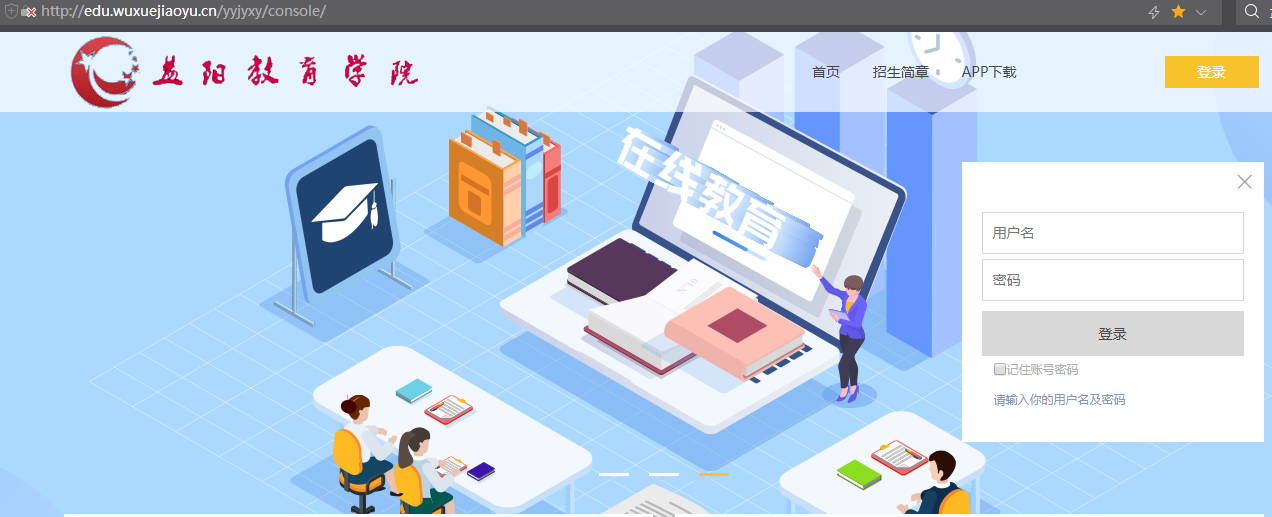 http://edu.wuxuejiaoyu.cn/yyjyxy/console/
益阳教育学院
首页
招生简章
APP下载
登录
在线教育
用户名
密码
登录
记住账号密码
请输入你的用户名及密码